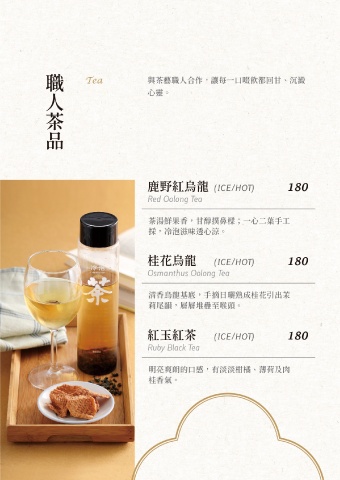 職人茶品
Tea
與茶藝職人合作，讓每一口啜飲都回甘、沉澱
心靈。
鹿野紅烏龍 (ICE/HOT) 180
Red Oolong Tea
茶湯鮮果香，甘醇撲鼻樑；一心二葉手工
採，冷泡滋味透心涼。
桂花烏龍 (ICE/HOT) 180
Osmanthus Oolong Tea
清香烏龍基底，手摘日曬熟成桂花引出茉
莉尾韻，層層堆疊至喉頭。
紅玉紅茶 (ICE/HOT) 180
Ruby Black Tea
明亮爽朗的口感，有淡淡柑橘、薄荷及肉
桂香氣。
茶